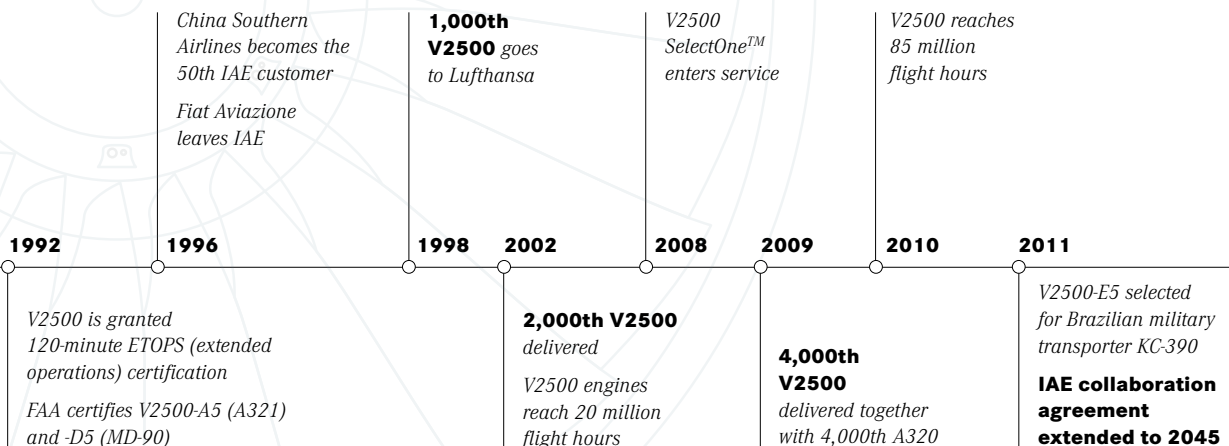 China Southern
Airlines becomes the
50th IAE customer
Fiat Aviazione
leaves IAE
1,000th
V2500 goes
to Lufthansa
V2500
SelectOne™
enters service
V2500 reaches
85 million
flight hours
1992
1996
1998
2002
2008
2009
2010
2011
V2500 is granted
120-minute ETOPS (extended
operations) certification
FAA certifies V2500-A5 (A321)
and -D5 (MD-90)
2,000th V2500
delivered
V2500 engines
reach 20 million
flight hours
4,000th
V2500
delivered together
with 4,000th A320
V2500-E5 selected
for Brazilian military
transporter KC-390
IAE collaboration
agreement
extended to 2045